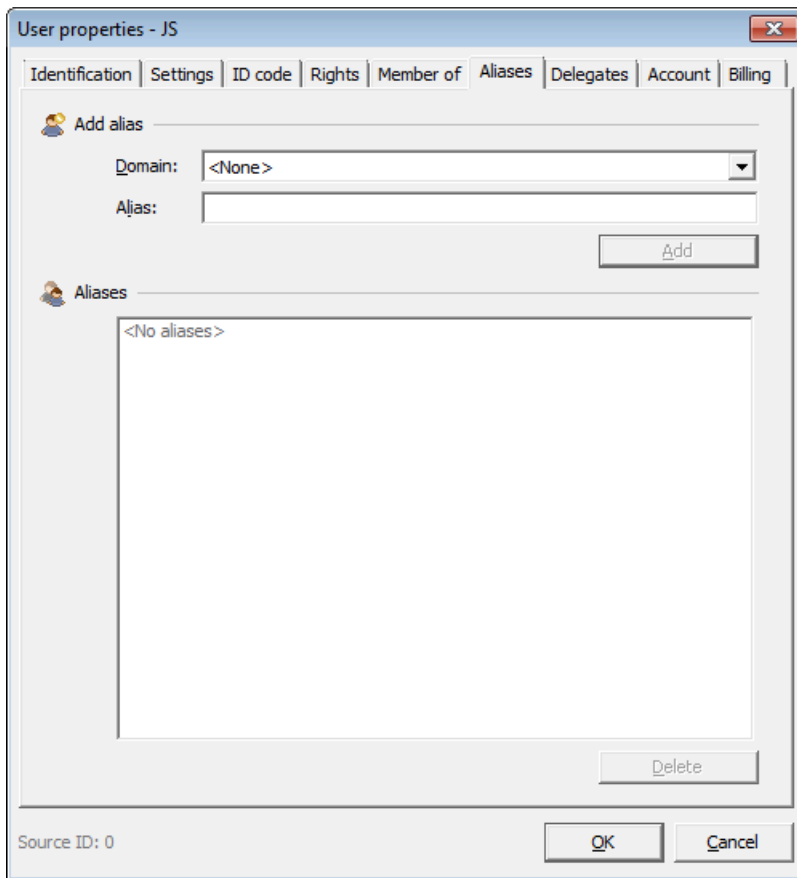 User properties - JS
Identification Settings ID code Rights Member of Aliases Delegates Account Billing
Add alias
Domain: <None>
Alias:
Add
Aliases
<No aliases>
Delete
Source ID: 0 OK Cancel